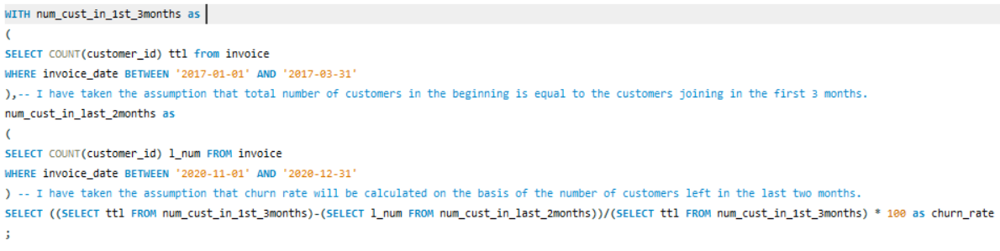 WITH num_cust_in_1st_3months as
(
SELECT COUNT(customer_id) ttl from invoice
WHERE invoice_date BETWEEN '2017-01-01' AND '2017-03-31'
),-- I have taken the assumption that total number of customers in the beginning is equal to the customers joining in the first 3 months.
num_cust_in_last_2months as
(
SELECT COUNT(customer_id) l_num FROM invoice
WHERE invoice_date BETWEEN '2020-11-01' AND '2020-12-31'
) -- I have taken the assumption that churn rate will be calculated on the basis of the number of customers left in the last two months.
SELECT ((SELECT ttl FROM num_cust_in_1st_3months)-(SELECT l_num FROM num_cust_in_last_2months))/(SELECT ttl FROM num_cust_in_1st_3months) * 100 as churn_rate
;